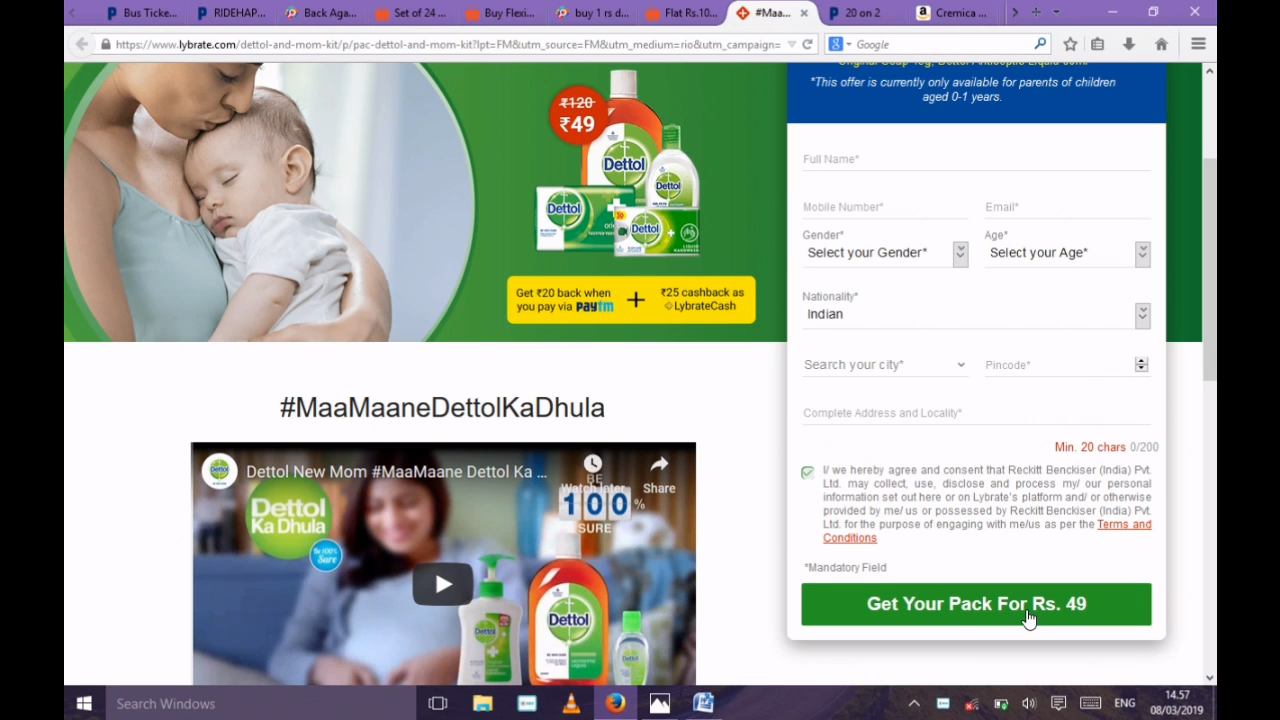 Bus Ticke...
RIDEHAP...
Back Aga...
Set of 24 ...
Buy Flexi...
buy 1 rs d...
Flat Rs.10...
#Maa...
20 on 2
Cremica ...
https://www.lybrate.com/dettol-and-mom-kit/p/pac-dettol-and-mom-kit?lpt=FM&utm_source=FM&utm_medium=rio&utm_campaign=
Google
*This offer is currently only available for parents of children
aged 0-1 years.
₹120
₹49
Dettol
Dettol
Dettol
Dettol
Get ₹20 back when
you pay via paytm
+
₹25 cashback as
LybrateCash
Full Name*
Mobile Number*
Email*
Gender*
Age*
Select your Gender*
Select your Age*
Nationality*
Indian
Search your city*
Pincode*
Complete Address and Locality*
Min. 20 chars 0/200
I/ we hereby agree and consent that Reckitt Benckiser (India) Pvt.
Ltd. may collect, use, disclose and process my/ our personal
information set out here or on Lybrate's platform and/ or otherwise
provided by me/ us or possessed by Reckitt Benckiser (India) Pvt.
Ltd. for the purpose of engaging with me/us as per the Terms and
Conditions
*Mandatory Field
Get Your Pack For Rs. 49
#MaaMaaneDettolKaDhula
Dettol New Mom #MaaMaane Dettol Ka ...
Watch later
Share
Dettol
Ka Dhula
Be 100%
Sure
BE
100%
SURE
Dettol
Dettol
Search Windows
ENG
14.57
08/03/2019